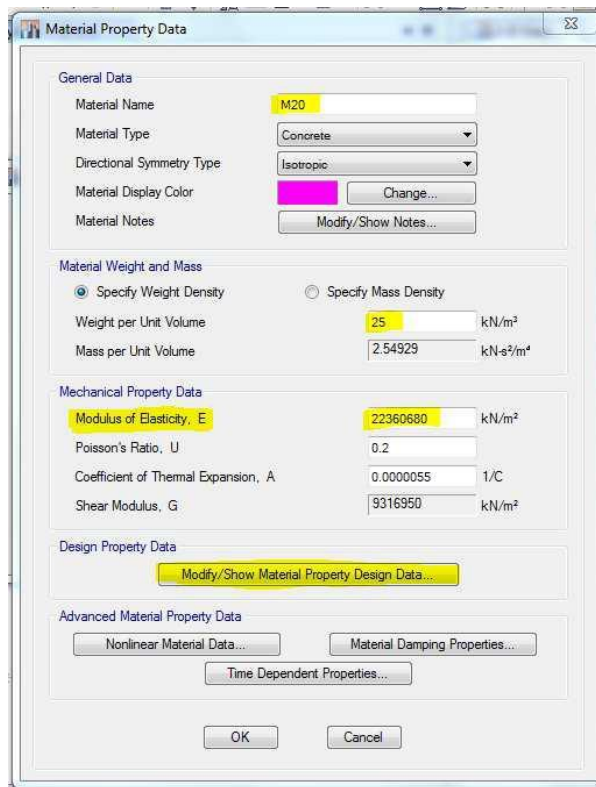 Material Property Data
General Data
Material Name M20
Material Type Concrete
Directional Symmetry Type Isotropic
Material Display Color Change...
Material Notes Modify/Show Notes...
Material Weight and Mass
Specify Weight Density Specify Mass Density
Weight per Unit Volume 25 kN/m³
Mass per Unit Volume 2.54929 kN-s²/m⁴
Mechanical Property Data
Modulus of Elasticity, E 22360680 kN/m²
Poisson's Ratio, U 0.2
Coefficient of Thermal Expansion, A 0.0000055 1/C
Shear Modulus, G 9316950 kN/m²
Design Property Data
Modify/Show Material Property Design Data...
Advanced Material Property Data
Nonlinear Material Data... Material Damping Properties...
Time Dependent Properties...
OK Cancel